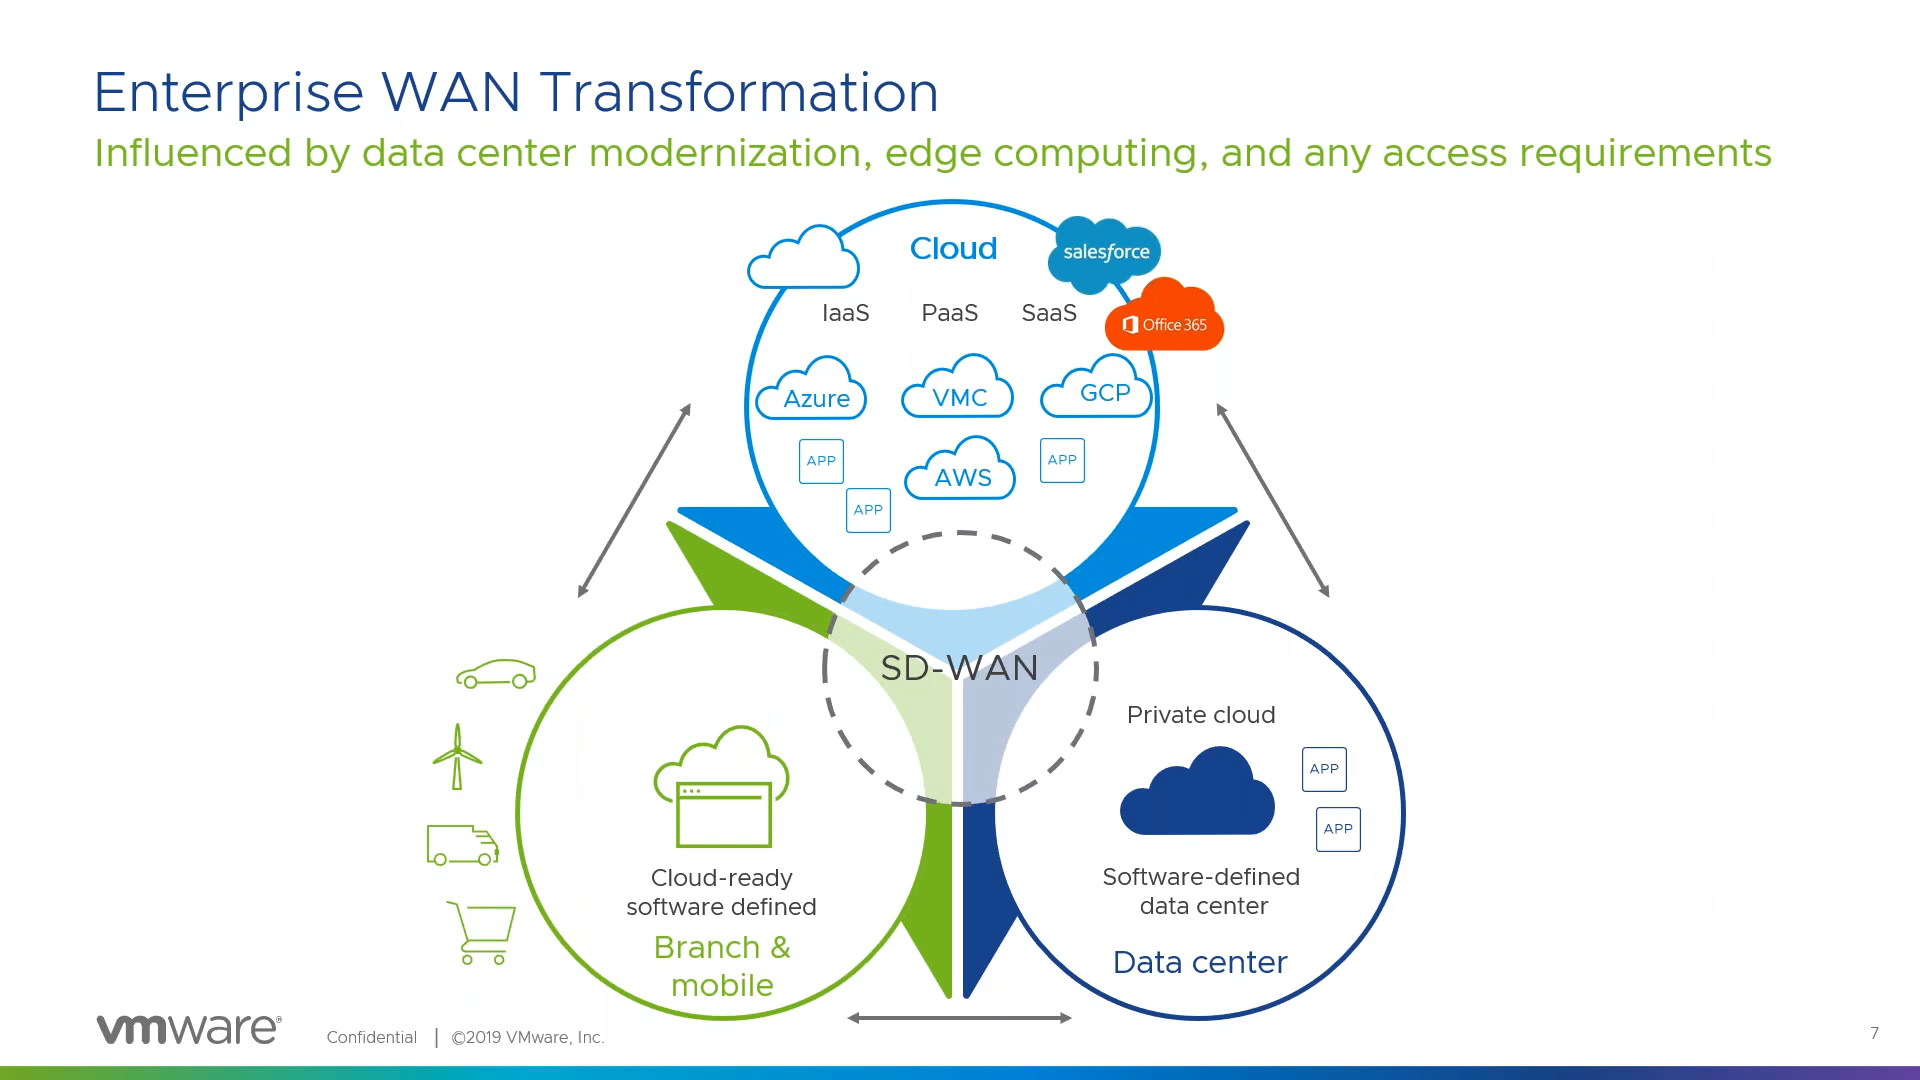 Enterprise WAN Transformation
Influenced by data center modernization, edge computing, and any access requirements
Cloud
salesforce
IaaS PaaS SaaS
Office 365
Azure VMC GCP
APP AWS APP
APP
SD-WAN
Private cloud
APP
APP
Cloud-ready
software defined
Branch &
mobile
Software-defined
data center
Data center
vmware®
Confidential | ©2019 VMware, Inc.
7